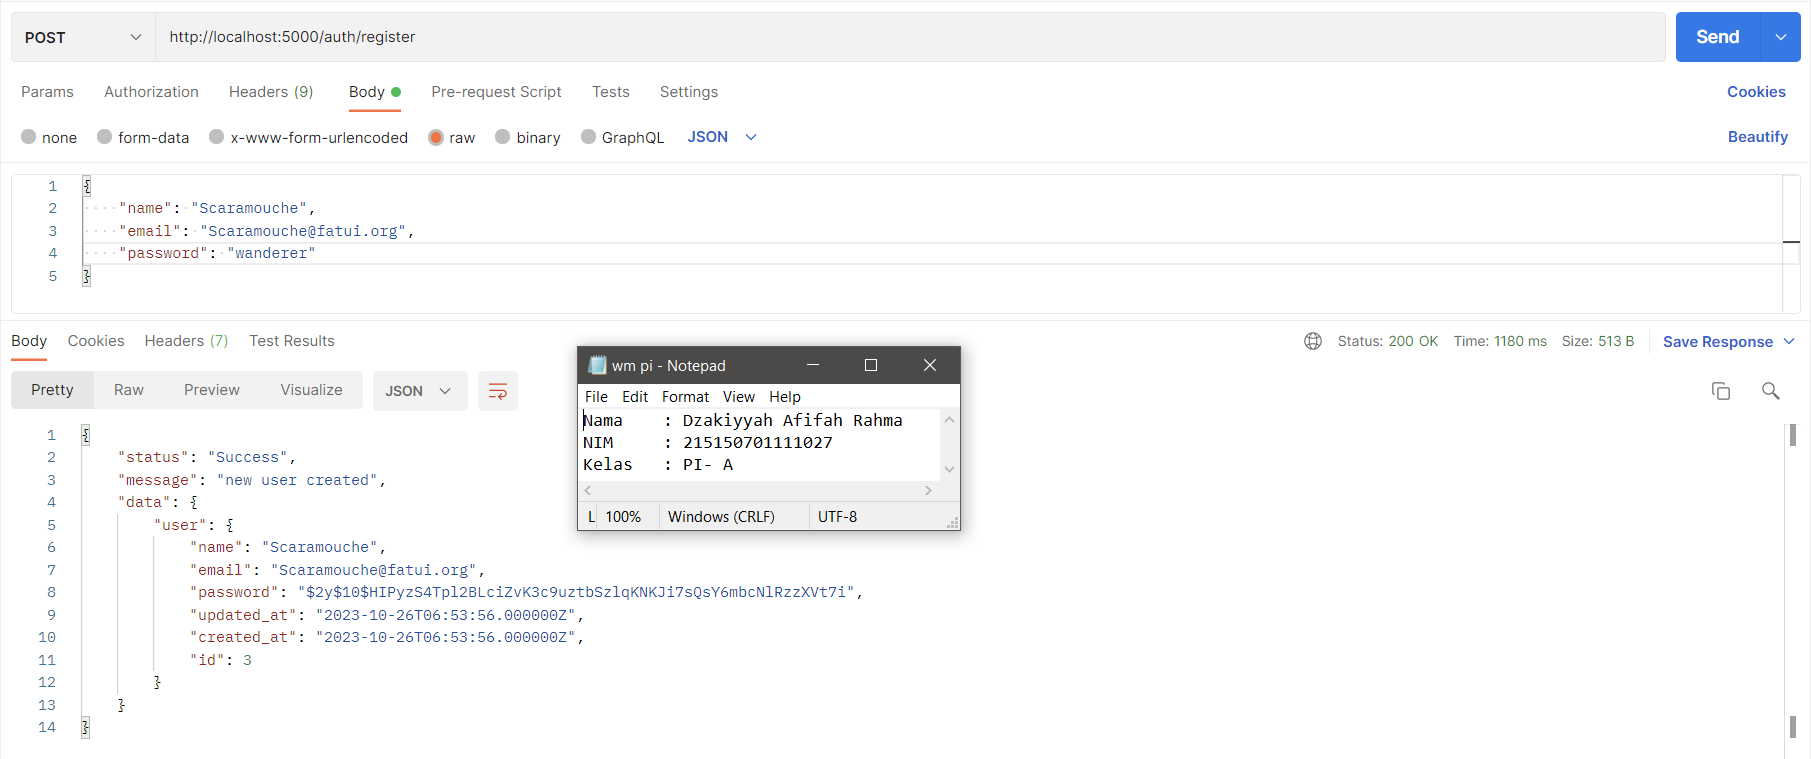 POST http://localhost:5000/auth/register Send
Params Authorization Headers (9) Body Pre-request Script Tests Settings Cookies
none form-data x-www-form-urlencoded raw binary GraphQL JSON Beautify
1 {
2 "name": "Scaramouche",
3 "email": "Scaramouche@fatui.org",
4 "password": "wanderer"
5 }
Body Cookies Headers (7) Test Results Status: 200 OK Time: 1180 ms Size: 513 B Save Response
Pretty Raw Preview Visualize JSON
wm pi - Notepad
File Edit Format View Help
Nama : Dzakiyyah Afifah Rahma
NIM : 215150701111027
Kelas : PI- A
L 100% Windows (CRLF) UTF-8
1 {
2 "status": "Success",
3 "message": "new user created",
4 "data": {
5 "user": {
6 "name": "Scaramouche",
7 "email": "Scaramouche@fatui.org",
8 "password": "$2y$10$HIPyzS4Tpl2BLciZvK3c9uztbSzlqKNKJi7sQsY6mbcNlRzzXVt7i",
9 "updated_at": "2023-10-26T06:53:56.000000Z",
10 "created_at": "2023-10-26T06:53:56.000000Z",
11 "id": 3
12 }
13 }
14 }